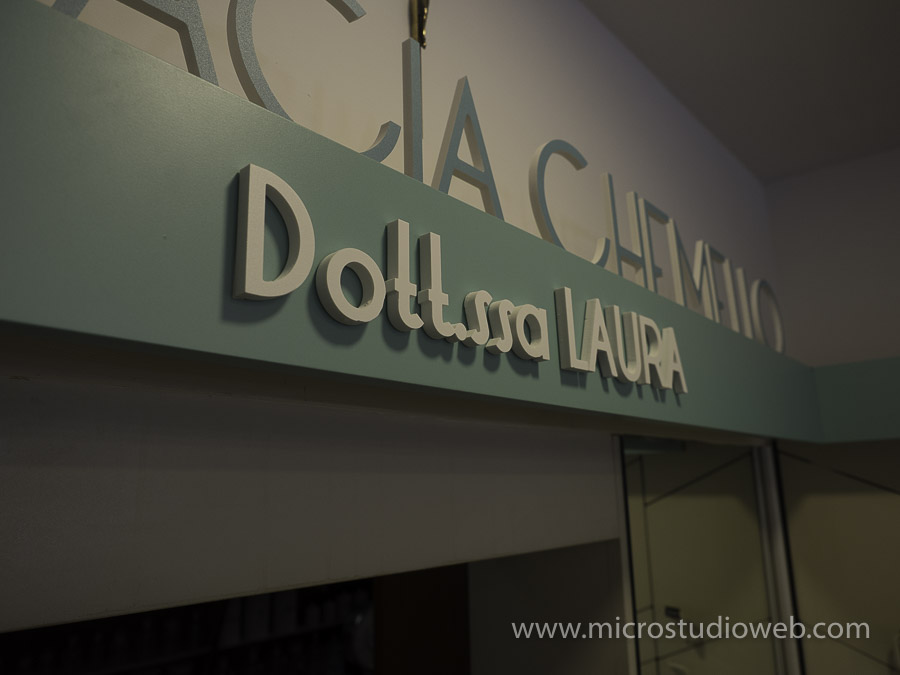 ACIA CHEMELLO
Dott.ssa LAURA
www.microstudioweb.com